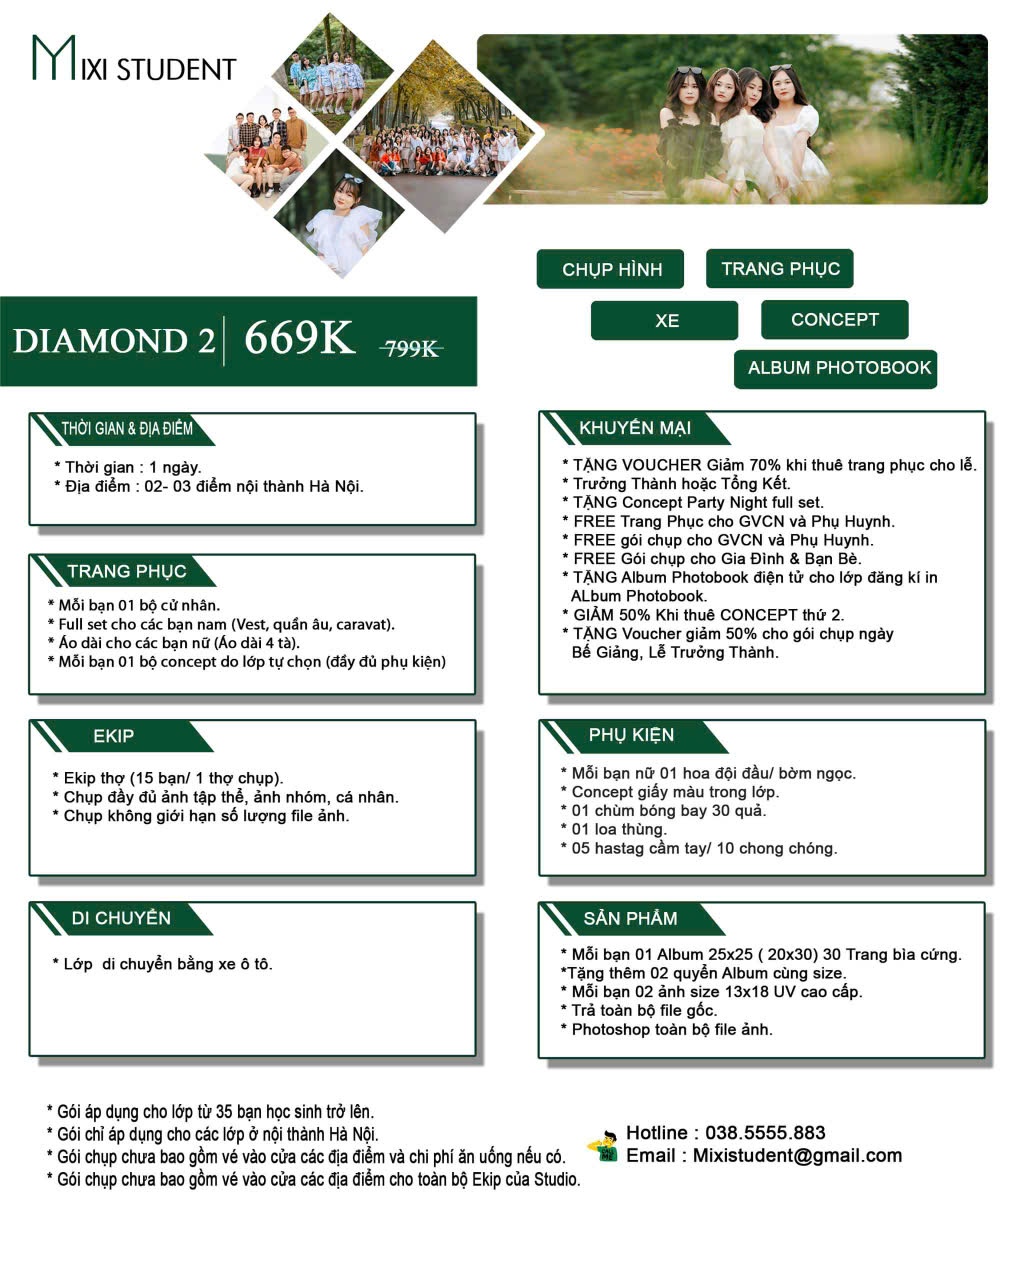 MIXI STUDENT
CHỤP HÌNH
TRANG PHỤC
XE
CONCEPT
ALBUM PHOTOBOOK
DIAMOND 2 | 669K 799K
THỜI GIAN & ĐỊA ĐIỂM
* Thời gian : 1 ngày.
* Địa điểm : 02- 03 điểm nội thành Hà Nội.
TRANG PHỤC
* Mỗi bạn 01 bộ cử nhân.
* Full set cho các bạn nam (Vest, quần âu, caravat).
* Áo dài cho các bạn nữ (Áo dài 4 tà).
* Mỗi bạn 01 bộ concept do lớp tự chọn (đầy đủ phụ kiện)
EKIP
* Ekip thợ (15 bạn/ 1 thợ chụp).
* Chụp đầy đủ ảnh tập thể, ảnh nhóm, cá nhân.
* Chụp không giới hạn số lượng file ảnh.
DI CHUYỂN
* Lớp  di chuyển bằng xe ô tô.
KHUYẾN MẠI
* TẶNG VOUCHER Giảm 70% khi thuê trang phục cho lễ.
* Trưởng Thành hoặc Tổng Kết.
* TẶNG Concept Party Night full set.
* FREE Trang Phục cho GVCN và Phụ Huynh.
* FREE gói chụp cho GVCN và Phụ Huynh.
* FREE Gói chụp cho Gia Đình & Bạn Bè.
* TẶNG Album Photobook điện tử cho lớp đăng kí in
ALbum Photobook.
* GIẢM 50% Khi thuê CONCEPT thứ 2.
* TẶNG Voucher giảm 50% cho gói chụp ngày
Bế Giảng, Lễ Trưởng Thành.
PHỤ KIỆN
* Mỗi bạn nữ 01 hoa đội đầu/ bờm ngọc.
* Concept giấy màu trong lớp.
* 01 chùm bóng bay 30 quả.
* 01 loa thùng.
* 05 hastag cầm tay/ 10 chong chóng.
SẢN PHẨM
* Mỗi bạn 01 Album 25x25 ( 20x30) 30 Trang bìa cứng.
*Tặng thêm 02 quyển Album cùng size.
* Mỗi bạn 02 ảnh size 13x18 UV cao cấp.
* Trả toàn bộ file gốc.
* Photoshop toàn bộ file ảnh.
* Gói áp dụng cho lớp từ 35 bạn học sinh trở lên.
* Gói chỉ áp dụng cho các lớp ở nội thành Hà Nội.
* Gói chụp chưa bao gồm vé vào cửa các địa điểm và chi phí ăn uống nếu có.
* Gói chụp chưa bao gồm vé vào cửa các địa điểm cho toàn bộ Ekip của Studio.
Hotline : 038.5555.883
Email : Mixistudent@gmail.com